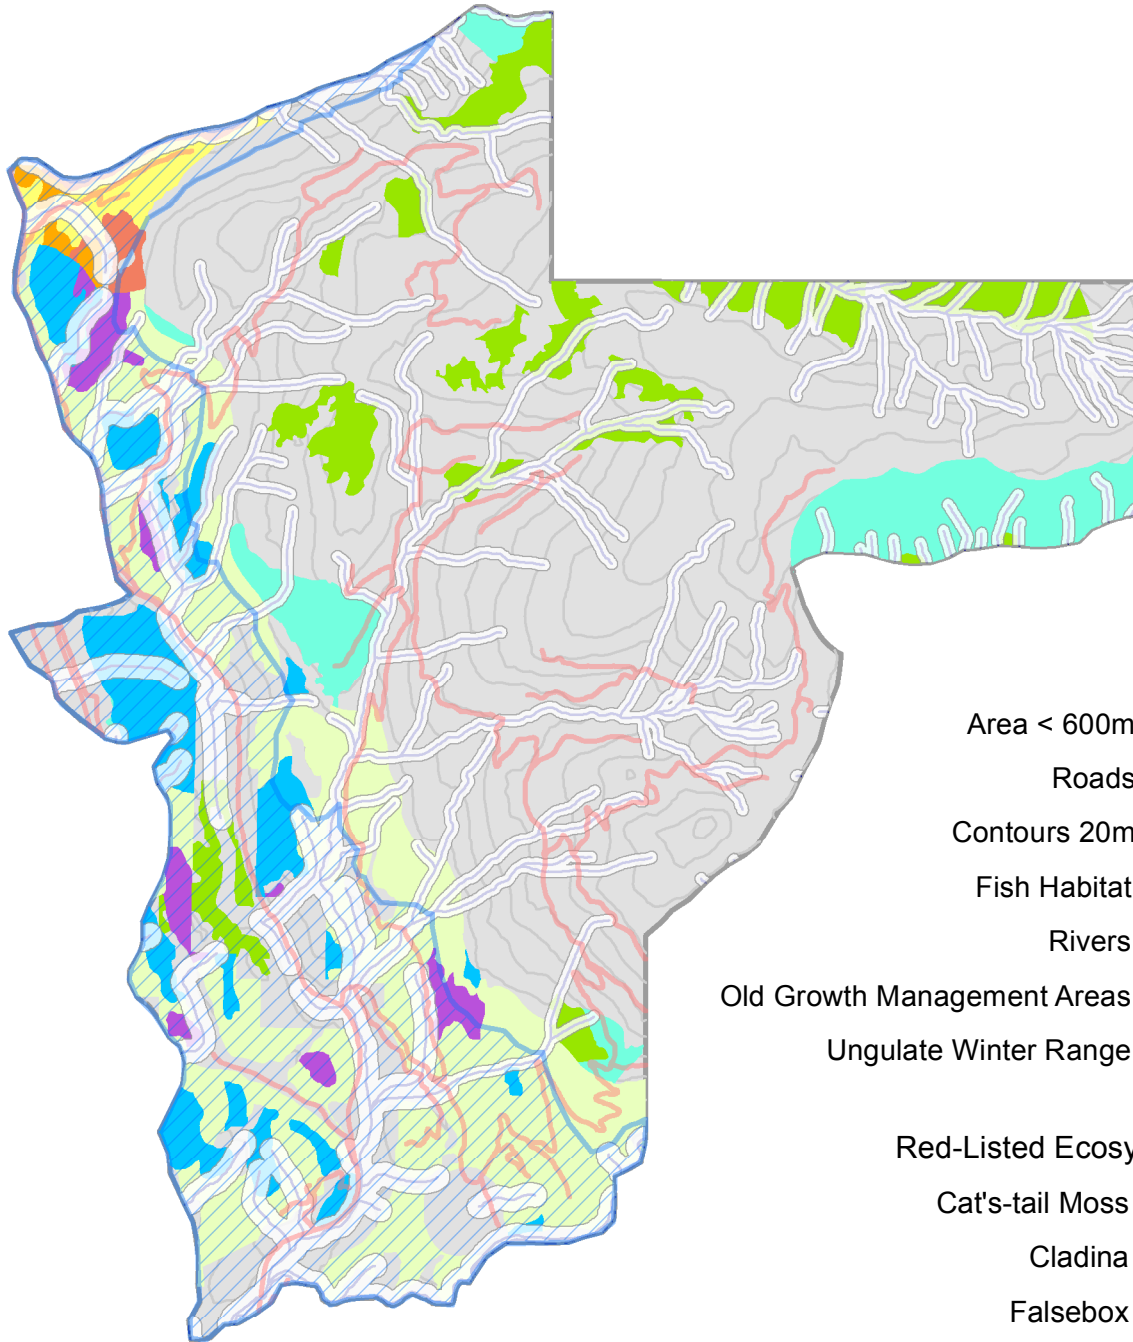 Area < 600m
Roads
Contours 20m
Fish Habitat
Rivers
Old Growth Management Areas
Ungulate Winter Range
Red-Listed Ecosy
Cat's-tail Moss
Cladina
Falsebox